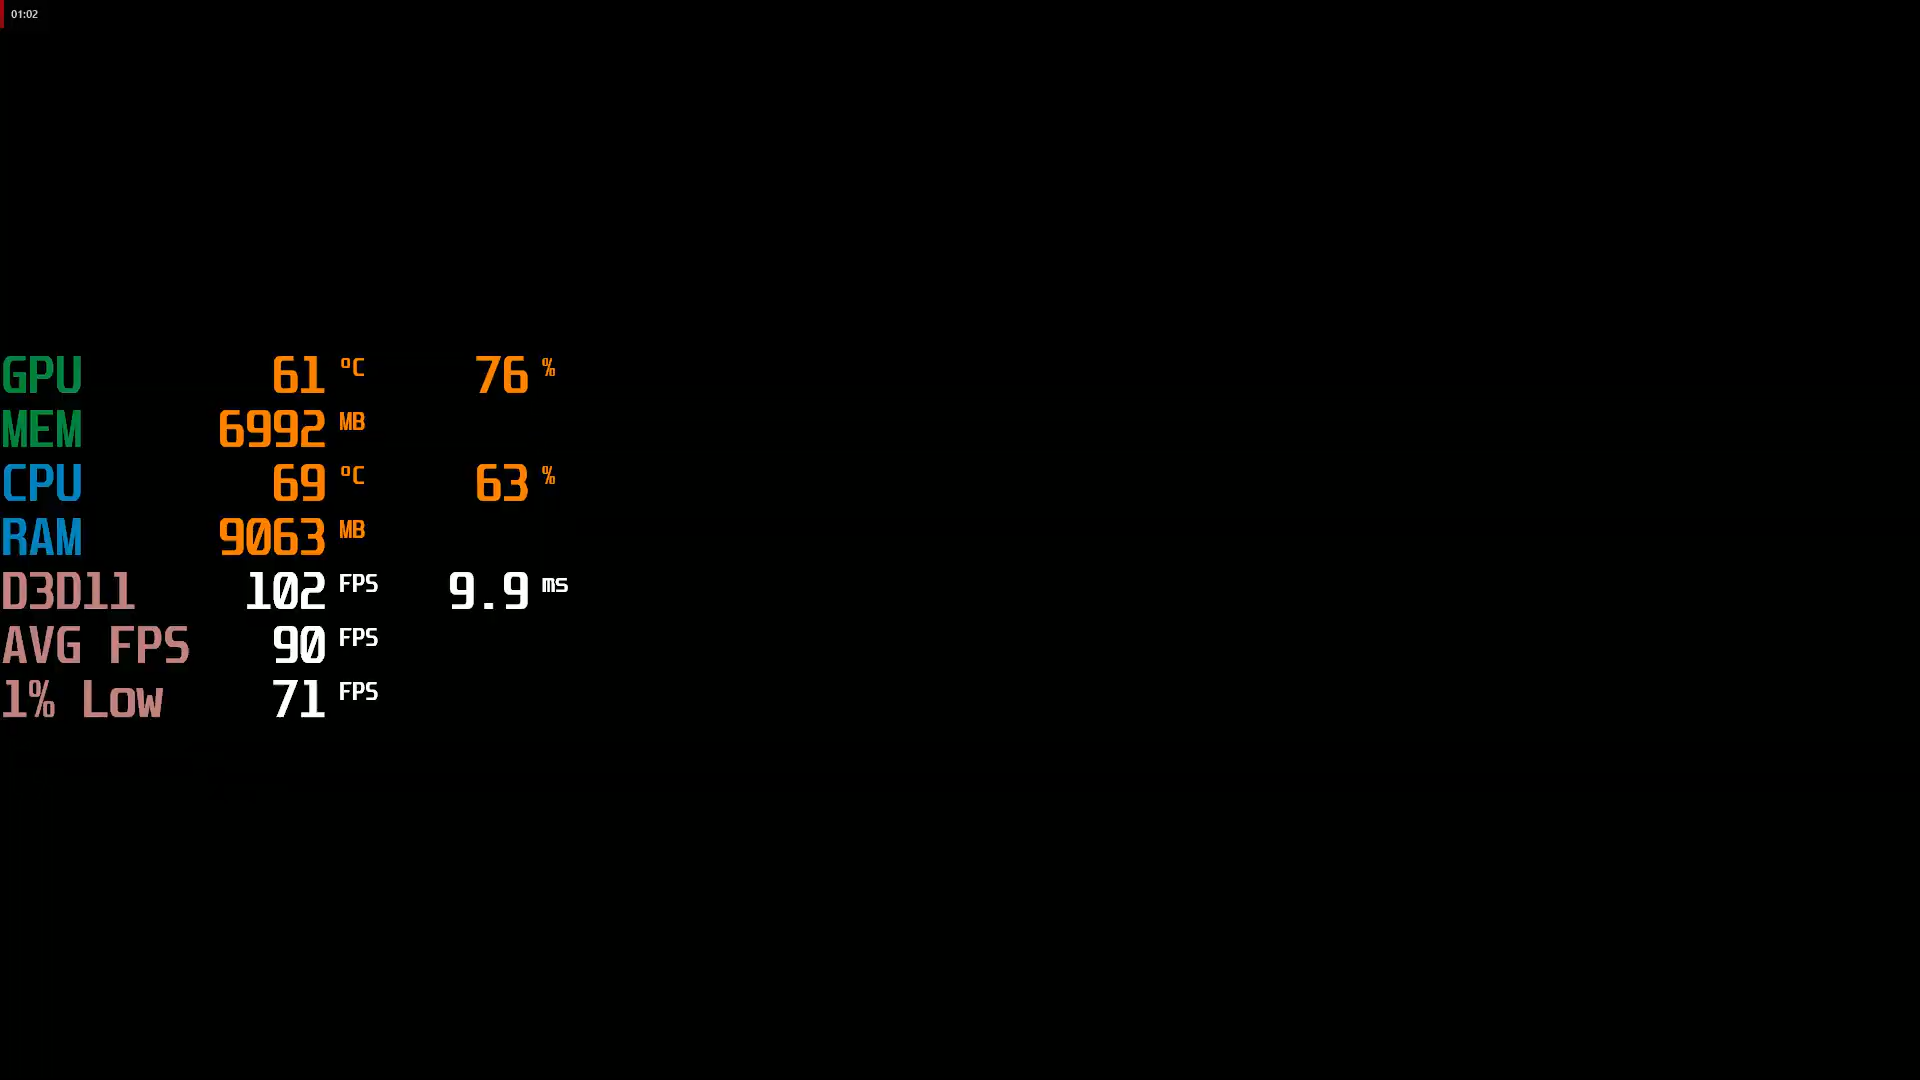 01:02
GPU 61 °C 76 %
MEM 6992 MB
CPU 69 °C 63 %
RAM 9063 MB
D3D11 102 FPS 9.9 ms
AVG FPS 90 FPS
1% Low 71 FPS